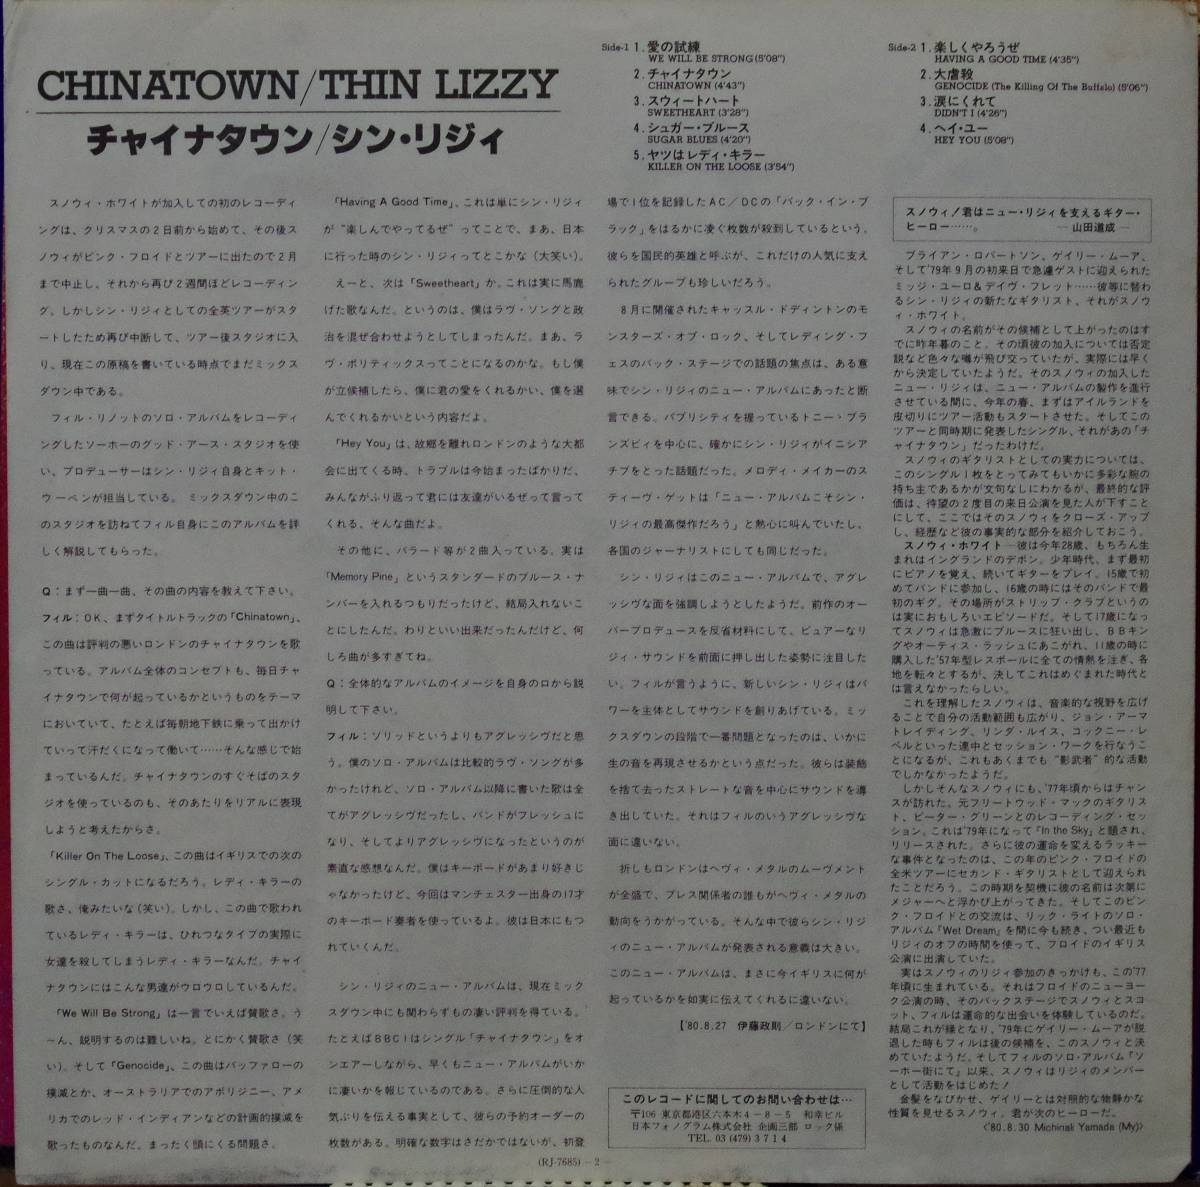 CHINATOWN/THIN LIZZY
チャイナタウン/シン・リジィ
Side-1 1. 愛の試練
WE WILL BE STRONG (5'08")
2. チャイナタウン
CHINATOWN (4'43")
3. スウィートハート
SWEETHEART (3'28")
4. シュガー・ブルース
SUGAR BLUES (4'20")
5. ヤツはレディ・キラー
KILLER ON THE LOOSE (3'54")
Side-2 1. 楽しくやろうぜ
HAVING A GOOD TIME (4'35")
2. 大虐殺
GENOCIDE (The Killing Of The Buffalo) (5'06")
3. 涙にくれて
DIDN'T I (4'26")
4. ヘイ・ユー
HEY YOU (5'08")
スノウィ・ホワイトが加入しての初のレコーディ
ングは、クリスマスの2日前から始めて、その後ス
ノウィがピンク・フロイドとツアーに出たので2月
まで中止し、それから再び2週間ほどレコーディン
グ。しかしシン・リジィとしての全英ツアーがスタ
ートしたため再び中断して、ツアー後スタジオに入
り、現在この原稿を書いている時点でまだミックス
ダウン中である。
フィル・リノットのソロ・アルバムをレコーディ
ングしたソーホーのグッド・アース・スタジオを使
い、プロデューサーはシン・リジィ自身とキット・
ウーベンが担当している。ミックスダウン中のこ
のスタジオを訪ねてフィル自身にこのアルバムを詳
しく解説してもらった。
Q：まず一曲一曲、その曲の内容を教えて下さい。
フィル：OK、まずタイトルトラックの「Chinatown」、
この曲は評判の悪いロンドンのチャイナタウンを歌
っている。アルバム全体のコンセプトも、毎日チャ
イナタウンで何が起っているかというものをテーマ
においていて、たとえば毎朝地下鉄に乗って出かけ
ていって汗だくになって働いて……そんな感じで始
まっているんだ。チャイナタウンのすぐそばのスタ
ジオを使っているのも、そのあたりをリアルに表現
しようと考えたからさ。
「Killer On The Loose」、この曲はイギリスでの次の
シングル・カットになるだろう。レディ・キラーの
歌さ、俺みたいな（笑い）。しかし、この曲で歌われ
ているレディ・キラーは、ひれつなタイプの実際に
女達を殺してしまうレディ・キラーなんだ。チャイ
ナタウンにはこんな男達がウロウロしているんだ。
「We Will Be Strong」は一言でいえば賛歌さ。う
～ん、説明するのは難しいね。とにかく賛歌さ（笑
い）。そして「Genocide」、この曲はバッファローの
撲滅とか、オーストラリアでのアボリジニー、アメ
リカでのレッド・インディアンなどの計画的撲滅を
歌ったものなんだ。まったく頭にくる問題さ。
「Having A Good Time」、これは単にシン・リジィ
が“楽しんでやってるぜ”ってことで、まあ、日本
に行った時のシン・リジィってとこかな（大笑い）。
えーと、次は「Sweetheart」か。これは実に馬鹿
げた歌なんだ。というのは、僕はラヴ・ソングと政
治を混ぜ合わせようとしてしまったんだ。まあ、ラ
ヴ・ポリティックスってことになるのかな。もし僕
が立候補したら、僕に君の愛をくれるかい、僕を選
んでくれるかいという内容だよ。
「Hey You」は、故郷を離れロンドンのような大都
会に出てくる時、トラブルは今始まったばかりだ、
みんながふり返って君には友達がいるぜって言って
くれる、そんな曲だよ。
その他に、バラード等が2曲入っている。実は
「Memory Pine」というスタンダードのブルース・ナ
ンバーを入れるつもりだったけど、結局入れないこ
とにしたんだ。わりといい出来だったんだけど、何
しろ曲が多すぎてね。
Q：全体的なアルバムのイメージを自身の口から説
明して下さい。
フィル：ソリッドというよりもアグレッシヴだと思
う。僕のソロ・アルバムは比較的ラヴ・ソングが多
かったけれど、ソロ・アルバム以降に書いた歌は全
てがアグレッシヴだったし、バンドがフレッシュに
なり、そしてよりアグレッシヴになったというのが
素直な感想なんだ。僕はキーボードがあまり好きじ
ゃなかったけど、今回はマンチェスター出身の17才
のキーボード奏者を使っているよ。彼は日本にもつ
れていくんだ。
シン・リジィのニュー・アルバムは、現在ミック
スダウン中にも関わらずもの凄い評判を得ている。
たとえばBBC1はシングル「チャイナタウン」をオ
ンエアーしながら、早くもニュー・アルバムがいか
に凄いかを報じているのである。さらに圧倒的な人
気ぶりを伝える事実として、彼らの予約オーダーの
枚数がある。明確な数字はさだかではないが、初登
場で1位を記録したAC／DCの「バック・イン・ブ
ラック」をはるかに凌ぐ枚数が殺到しているという。
彼らを国民的英雄と呼ぶが、これだけの人気に支え
られたグループも珍しいだろう。
8月に開催されたキャッスル・ドディントンのモ
ンスターズ・オブ・ロック、そしてレディング・フ
ェスのバック・ステージでの話題の焦点は、ある意
味でシン・リジィのニュー・アルバムにあったと断
言できる。パブリシティを握っているトニー・ブラ
ンズビィを中心に、確かにシン・リジィがイニシア
チブをとった話題だった。メロディ・メイカーのス
ティーヴ・ゲットは「ニュー・アルバムこそシン・
リジィの最高傑作だろう」と熱心に叫んでいたし、
各国のジャーナリストにしても同じだった。
シン・リジィはこのニュー・アルバムで、アグレ
ッシヴな面を強調しようとしたようだ。前作のオー
バープロデュースを反省材料にして、ピュアーなリ
ジィ・サウンドを前面に押し出した姿勢に注目した
い。フィルが言うように、新しいシン・リジィはパ
ワーを主体としてサウンドを創りあげている。ミッ
クスダウンの段階で一番問題となったのは、いかに
生の音を再現させるかという点だった。彼らは装飾
を捨て去ったストレートな音を中心にサウンドを導
き出していた。それはフィルのいうアグレッシヴな
面に違いない。
折しもロンドンはヘヴィ・メタルのムーヴメント
が全盛で、プレス関係者の誰もがヘヴィ・メタルの
動向をうかがっている。そんな中で彼らシン・リジ
ィのニュー・アルバムが発表される意義は大きい。
このニュー・アルバムは、まさに今イギリスに何が
起っているかを如実に伝えてくれるに違いない。
【'80.8.27 伊藤政則／ロンドンにて】
このレコードに関してのお問い合わせは…
〒106 東京都港区六本木4－8－5 和幸ビル
日本フォノグラム株式会社 企画三部 ロック係
TEL. 03 (479) 3714
スノウィ！君はニュー・リジィを支えるギター・
ヒーロー……。 —山田道成—
ブライアン・ロバートソン、ゲイリー・ムーア、
そして'79年9月の初来日で急遽ゲストに迎えられた
ミッジ・ユーロ＆デイヴ・フレット……彼等に替わ
るシン・リジィの新たなギタリスト、それがスノウ
ィ・ホワイト。
スノウィの名前がその候補として上がったのはす
でに昨年暮のこと。その頃彼の加入については否定
説など色々な噂が飛び交っていたが、実際には早く
から決定していたようだ。そのスノウィの加入した
ニュー・リジィは、ニュー・アルバムの製作を進行
させている間に、今年の春、まずはアイルランドを
皮切りにツアー活動もスタートさせた。そしてこの
ツアーと同時期に発表したシングル、それがあの「チ
ャイナタウン」だったわけだ。
スノウィのギタリストとしての実力については、
このシングル1枚をとってみてもいかに多彩な腕の
持ち主であるかが文句なしにわかるが、最終的な評
価は、待望の2度目の来日公演を見た人が下すこと
にして、ここではそのスノウィをクローズ・アップ
し、経歴など彼の事実的な部分を紹介しておこう。
スノウィ・ホワイト—彼は今年28歳、もちろん生
まれはイングランドのデボン。少年時代、まず最初
にピアノを覚え、続いてギターをプレイ。15歳で初
めてバンドに参加し、16歳の時にはそのバンドで最
初のギグ。その場所がストリップ・クラブというの
は実におもしろいエピソードだ。そして17歳になっ
てスノウィは急激にブルースに狂い出し、BBキン
グやオーティス・ラッシュにあこがれ、11歳の時に
購入した'57年型レスポールに全ての情熱を注ぎ、各
地を転々とするが、決してこれはめぐまれた時代と
は言えなかったらしい。
これを理解したスノウィは、音楽的な視野を広げ
ることで自分の活動範囲も広がり、ジョン・アーマ
トレイディング、リンダ・ルイス、コックニー・レ
ベルといった連中とセッション・ワークを行なうこ
とになるが、これもあくまでも“影武者”的な活動
でしかなかったようだ。
しかしそんなスノウィにも、'77年頃からはチャン
スが訪れた。元フリートウッド・マックのギタリス
ト、ピーター・グリーンとのレコーディング・セッ
ション。これは'79年になって「In the Sky」と題され、
リリースされた。さらに彼の運命を変えるラッキー
な事件となったのは、この年のピンク・フロイドの
全米ツアーにセカンド・ギタリストとして迎えられ
たことだろう。この時期を契機に彼の名前は次第に
メジャーへと浮かび上がってきた。そしてこのピン
ク・フロイドとの交流は、リック・ライトのソロ・
アルバム「Wet Dream」を間に今も続き、つい最近も
リジィのオフの時間を使って、フロイドのイギリス
公演に出演していた。
実はスノウィのリジィ参加のきっかけも、この'77
年頃に生まれている。それはフロイドのニューヨー
ク公演の時、そのバックステージでスノウィとスコ
ット、フィルは運命的な出会いを体験しているのだ。
結局これが縁となり、'79年にゲイリー・ムーアが脱
退した時もフィルは後の候補を、このスノウィと決
めていたようだ。そしてフィルのソロ・アルバム『ソ
ーホー街にて』以来、スノウィはリジィのメンバー
として活動をはじめた！
金髪をなびかせ、ゲイリーとは対照的な物静かな
性質を見せるスノウィ。君が次のヒーローだ。
〈'80.8.30 Michinali Yamada (My)〉
(RJ-7685) －2－